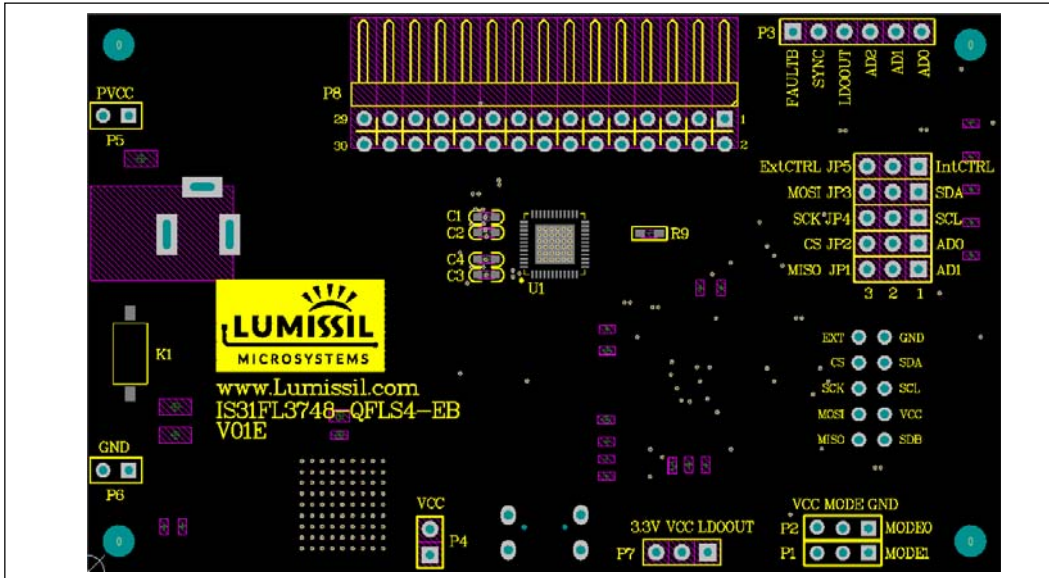 P3
FAULTB
SYNC
LDOOUT
AD2
AD1
AD0
PVCC
P5
P8
29
1
30
2
ExtCTRL JP5 IntCTRL
MOSI JP3 SDA
SCK JP4 SCL
CS JP2 AD0
MISO JP1 AD1
3 2 1
C1
C2
C4
C3
U1
R9
K1
LUMISSIL
MICROSYSTEMS
www.Lumissil.com
IS31FL3748-QFLS4-EB
V01E
EXT GND
CS SDA
SCK SCL
MOSI VCC
MISO SDB
GND
P6
VCC
P4
3.3V VCC LDOOUT
P7
VCC MODE GND
P2 MODE0
P1 MODE1